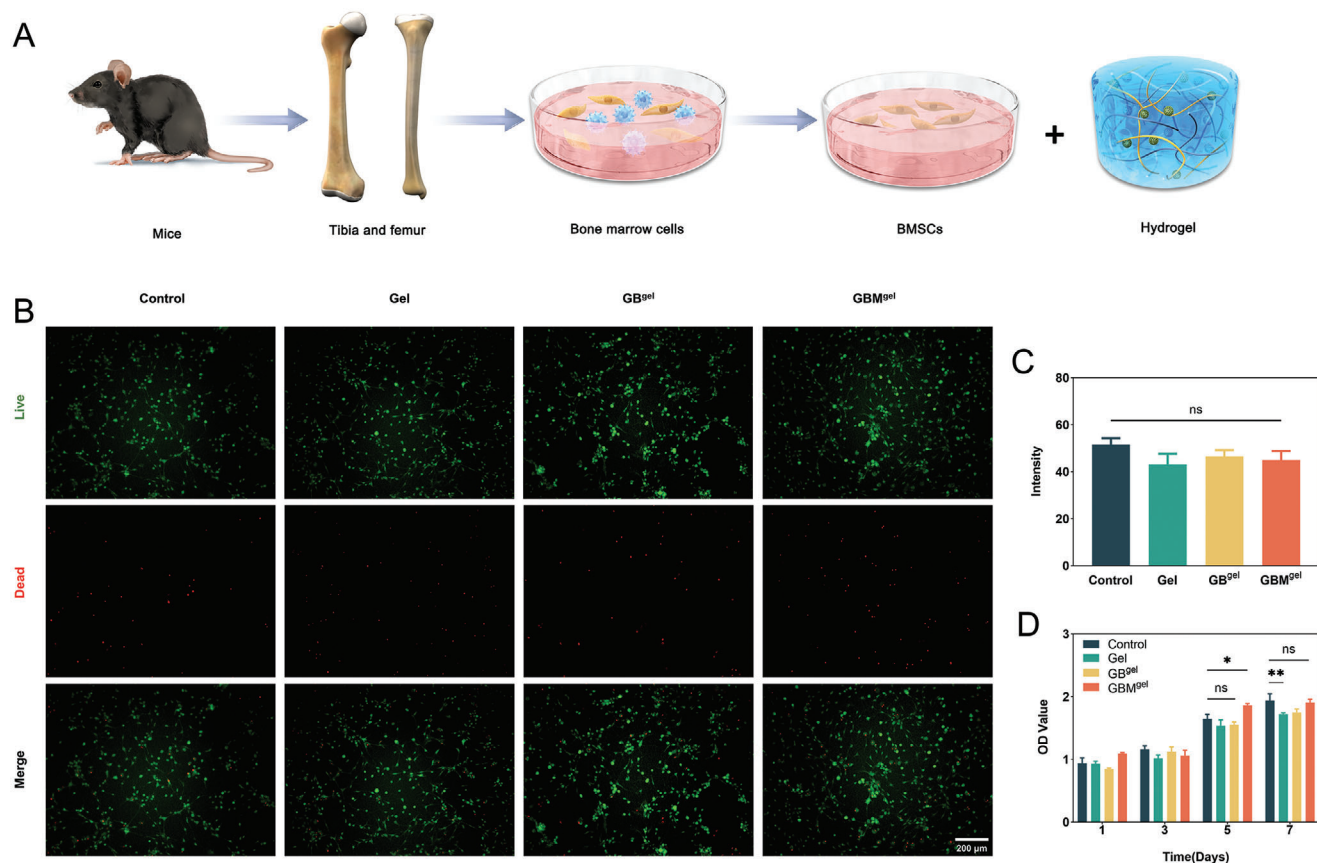 A
Mice
Tibia and femur
Bone marrow cells
BMSCs
+
Hydrogel
B
Control
Gel
GBgel
GBMgel
Live
Dead
Merge
200 µm
C
80
60
40
20
0
Intensity
ns
Control
Gel
GBgel
GBMgel
D
3
2
1
0
OD Value
Control
Gel
GBgel
GBMgel
*
ns
ns
**
1
3
5
7
Time(Days)